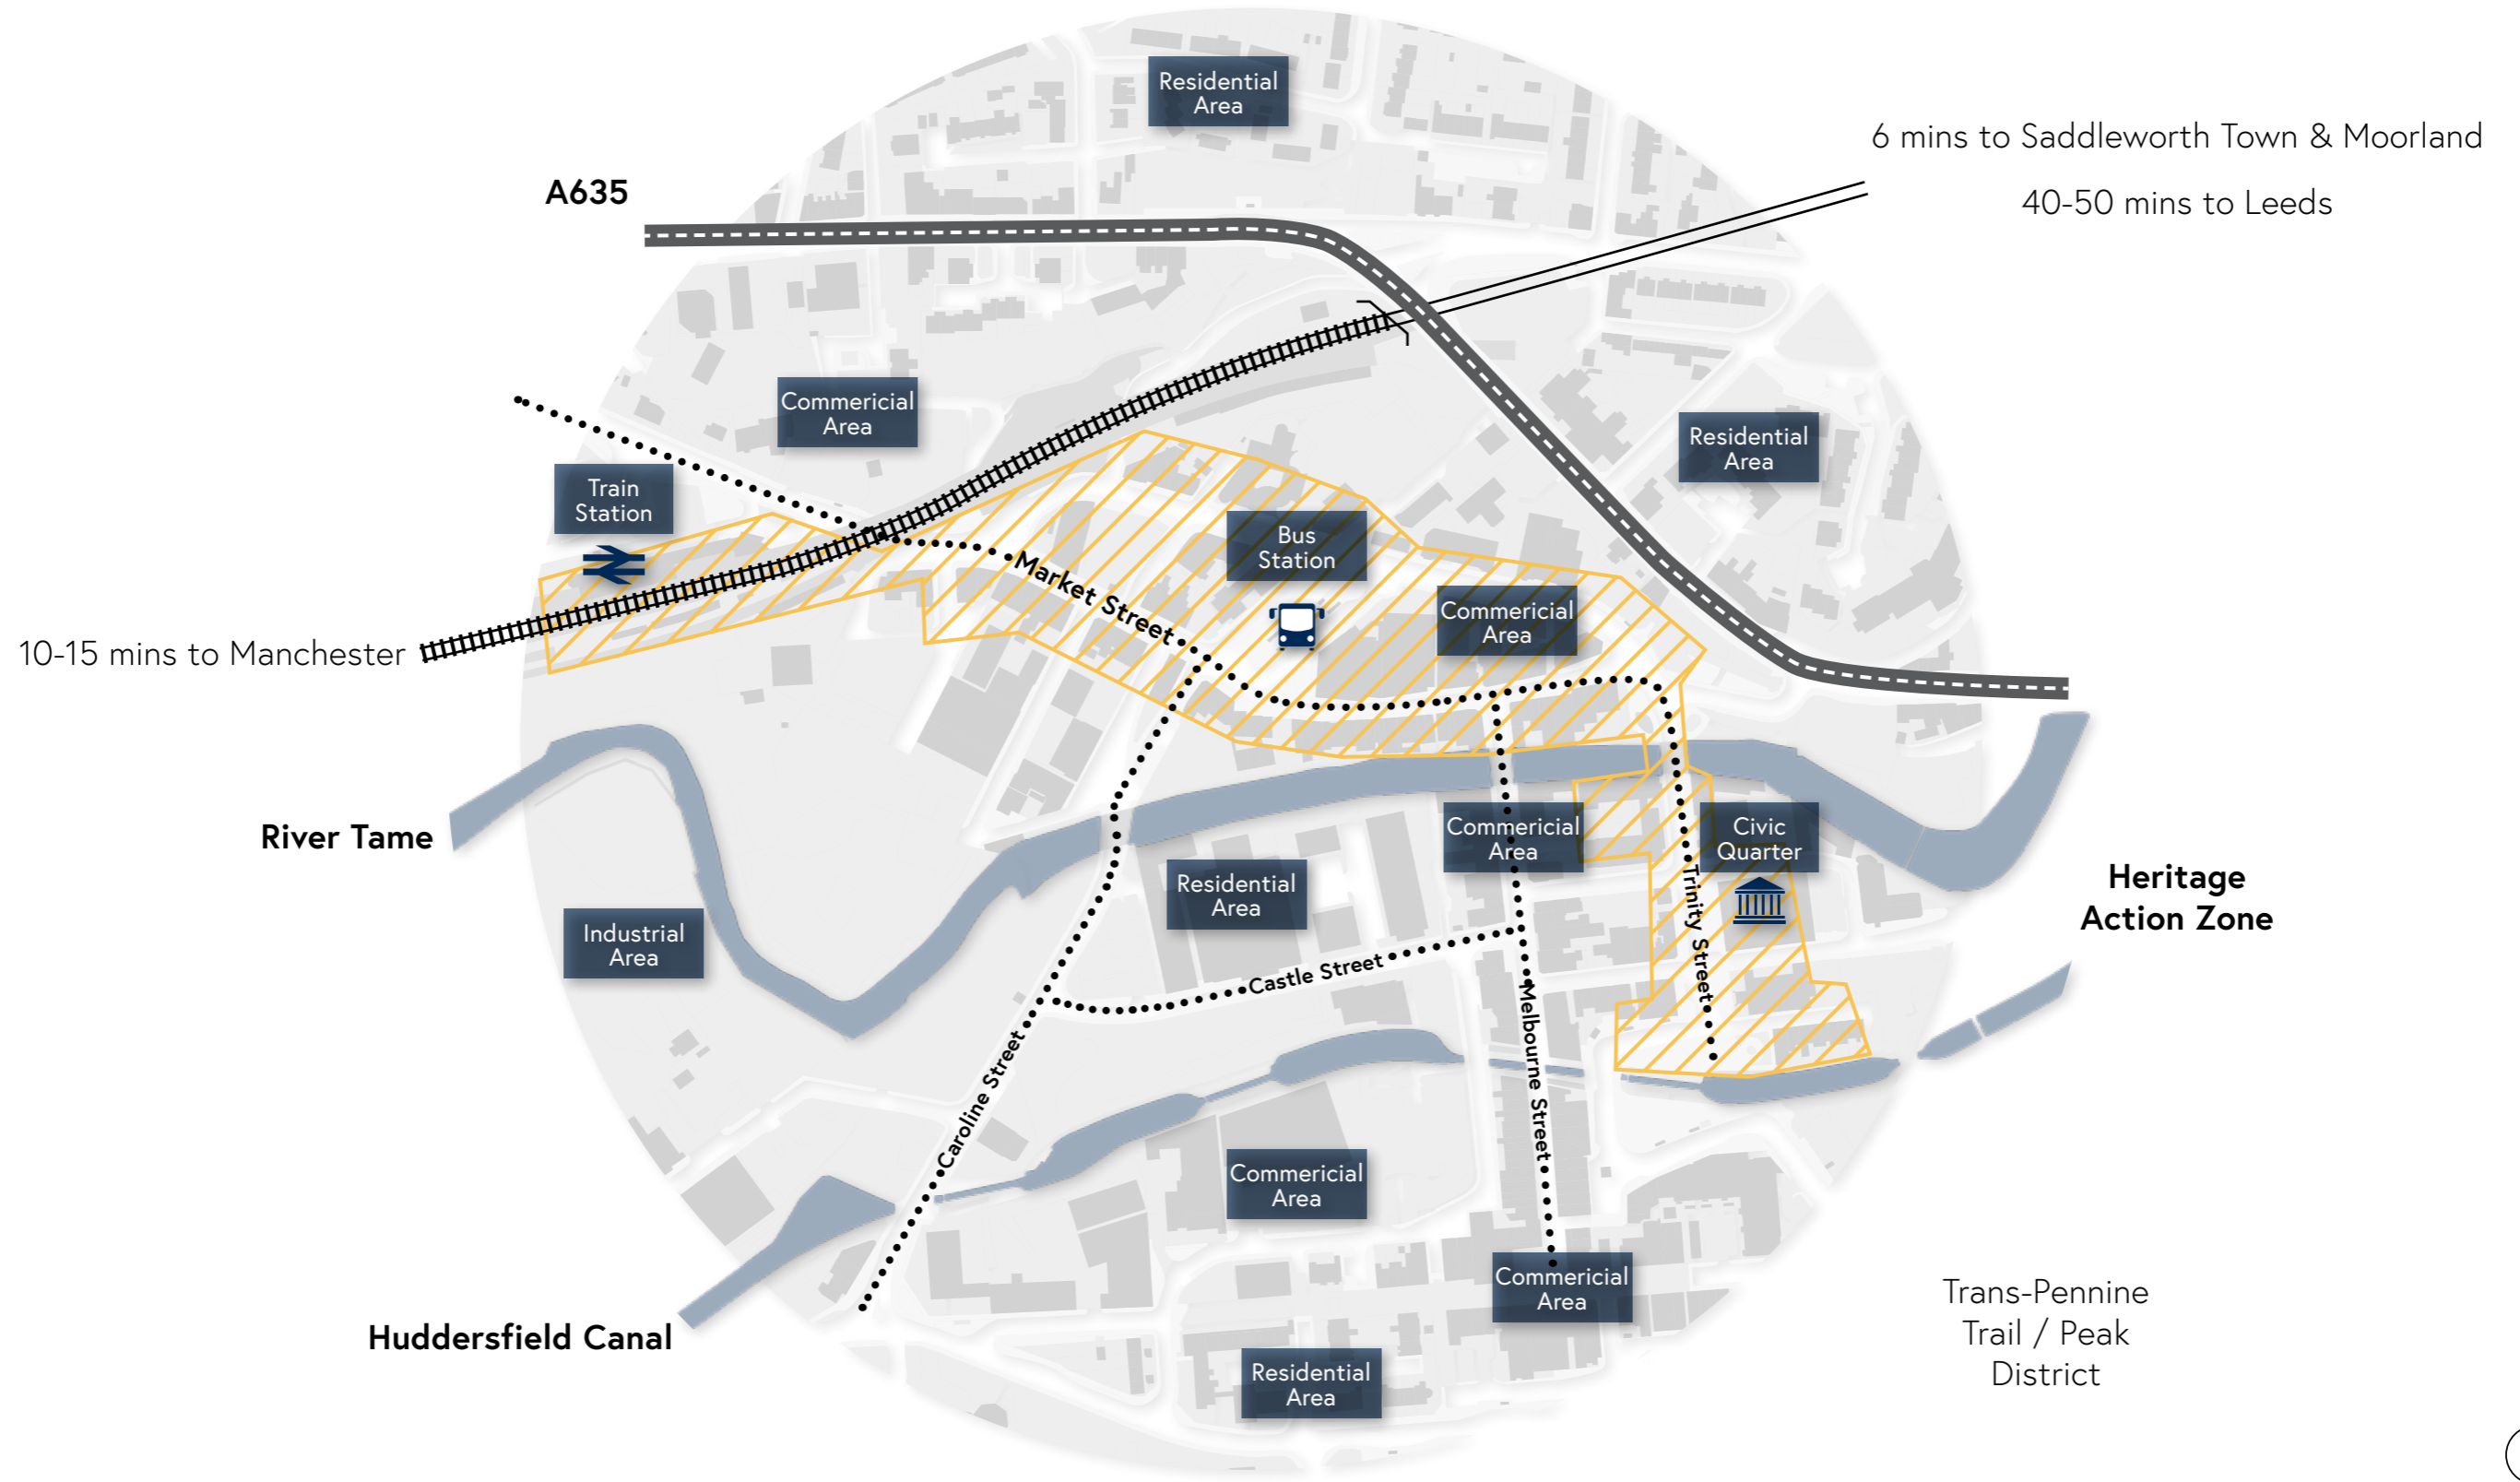 Residential
Area
6 mins to Saddleworth Town & Moorland
A635
40-50 mins to Leeds
Commericial
Area
Residential
Area
Train
Station
Bus
Station
Market Street
Commericial
Area
10-15 mins to Manchester
River Tame
Commericial
Area
Civic
Quarter
Residential
Area
Heritage
Action Zone
Trinity Street
Industrial
Area
Castle Street
Melbourne Street
Caroline Street
Commericial
Area
Commericial
Area
Trans-Pennine
Trail / Peak
District
Huddersfield Canal
Residential
Area